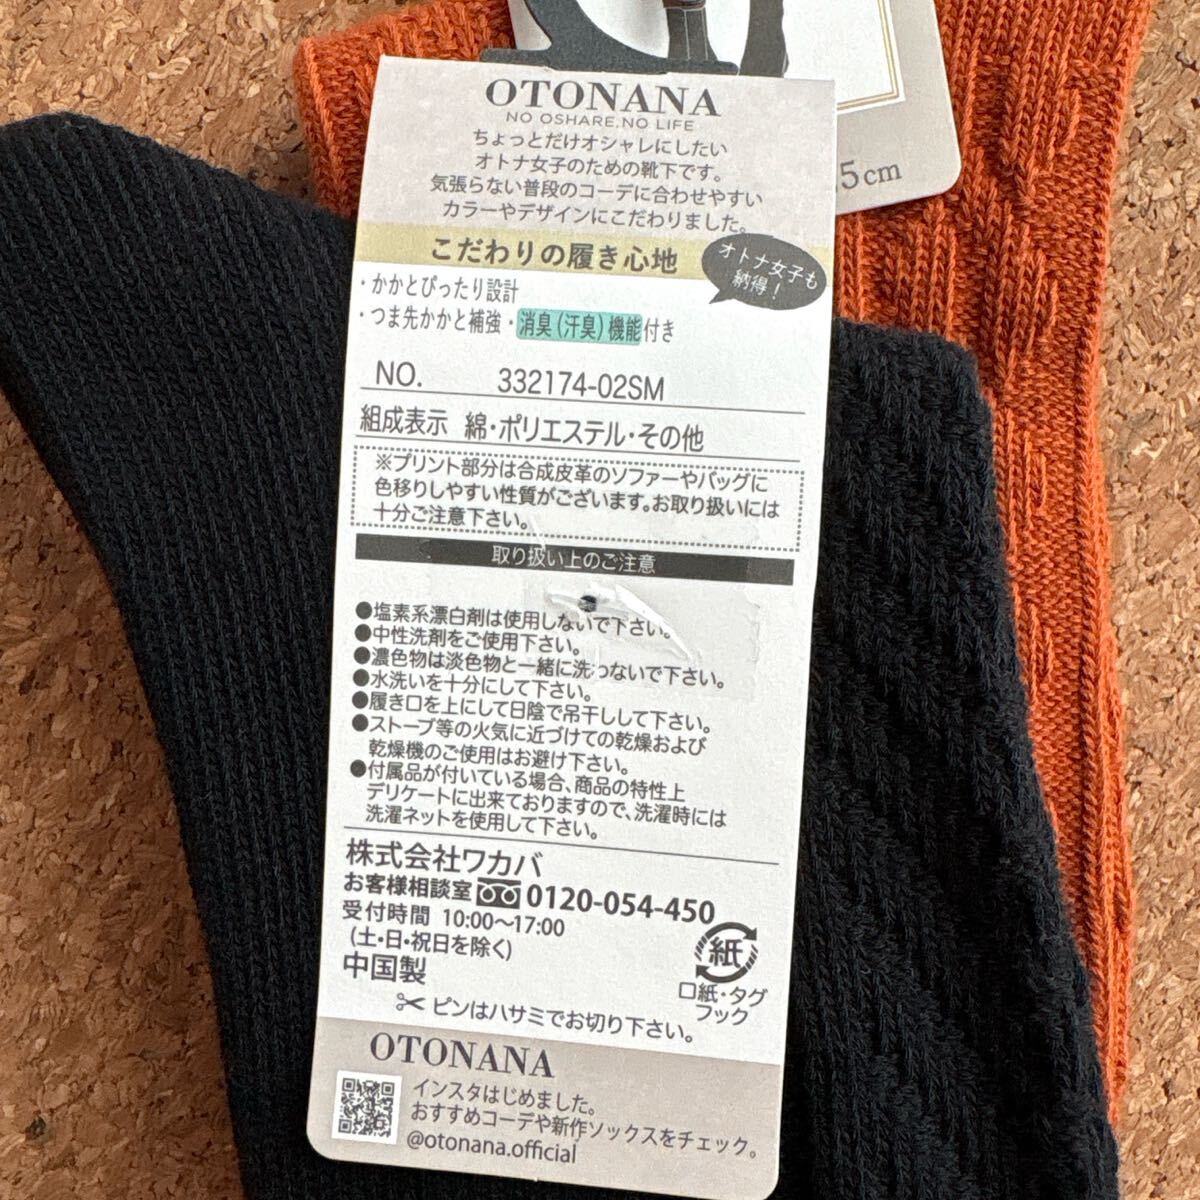 OTONANA
NO OSHARE.NO LIFE
ちょっとだけオシャレにしたい
オトナ女子のための靴下です。
気張らない普段のコーデに合わせやすい
カラーやデザインにこだわりました。
こだわりの履き心地
オトナ女子も
納得！
・かかとぴったり設計
・つま先かかと補強・消臭(汗臭)機能付き
NO. 332174-02SM
組成表示 綿・ポリエステル・その他
※プリント部分は合成皮革のソファーやバッグに
色移りしやすい性質がございます。お取り扱いには
十分ご注意下さい。
取り扱い上のご注意
●塩素系漂白剤は使用しないで下さい。
●中性洗剤をご使用下さい。
●濃色物は淡色物と一緒に洗わないで下さい。
●水洗いを十分にして下さい。
●履き口を上にして日陰で吊干しして下さい。
●ストーブ等の火気に近づけての乾燥および
乾燥機のご使用はお避け下さい。
●付属品が付いている場合、商品の特性上
デリケートに出来ておりますので、洗濯時には
洗濯ネットを使用して下さい。
株式会社ワカバ
お客様相談室 0120-054-450
受付時間 10:00〜17:00
(土・日・祝日を除く)
中国製
紙
口紙・タグ
フック
ピンはハサミでお切り下さい。
OTONANA
インスタはじめました。
おすすめコーデや新作ソックスをチェック。
@otonana.official
5cm